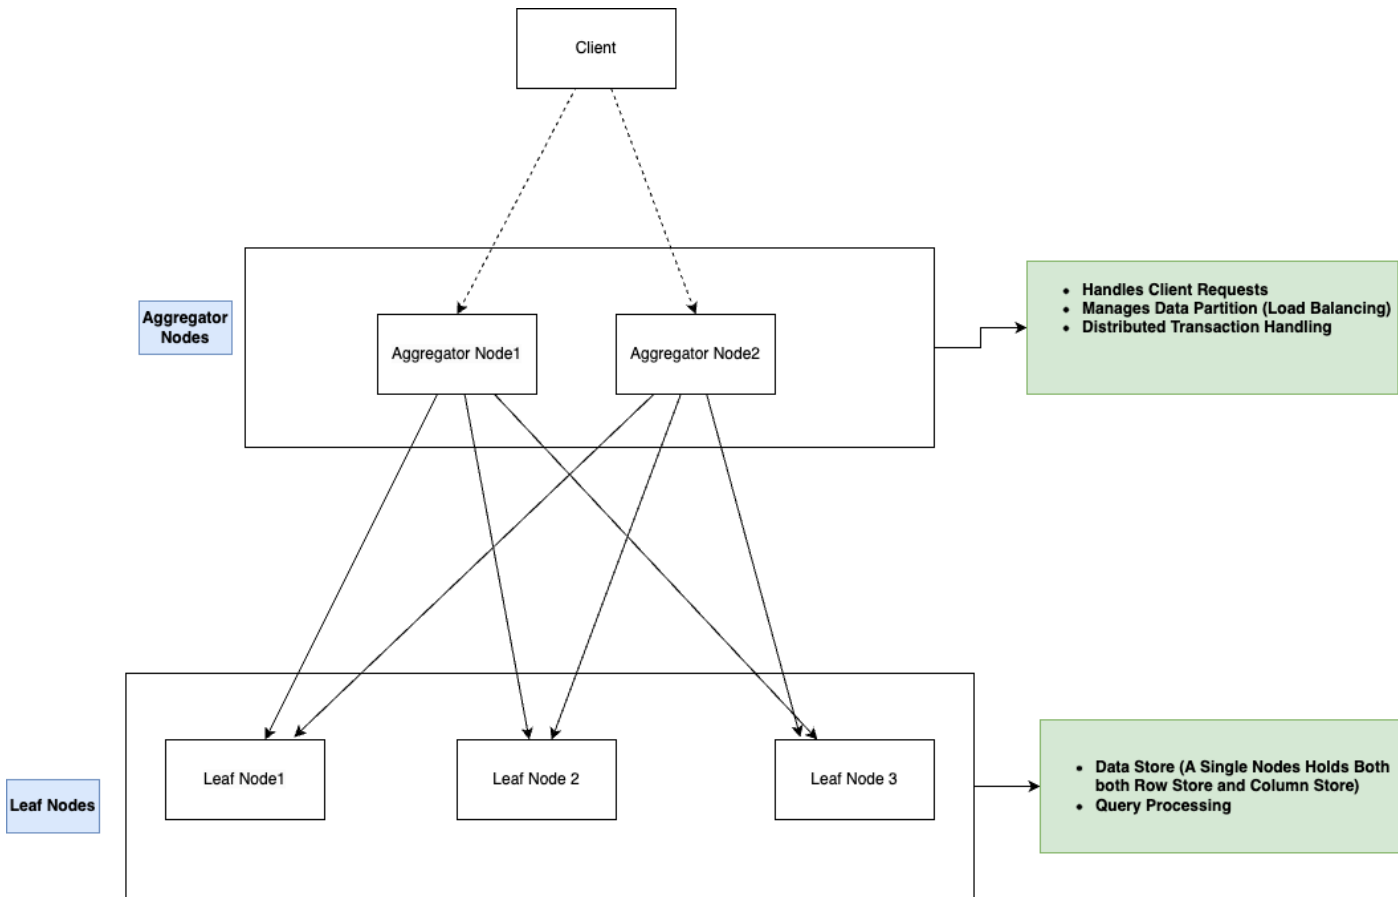 Client
Aggregator
Nodes
Aggregator Node1
Aggregator Node2
• Handles Client Requests
• Manages Data Partition (Load Balancing)
• Distributed Transaction Handling
Leaf Nodes
Leaf Node1
Leaf Node 2
Leaf Node 3
• Data Store (A Single Nodes Holds Both
both Row Store and Column Store)
• Query Processing